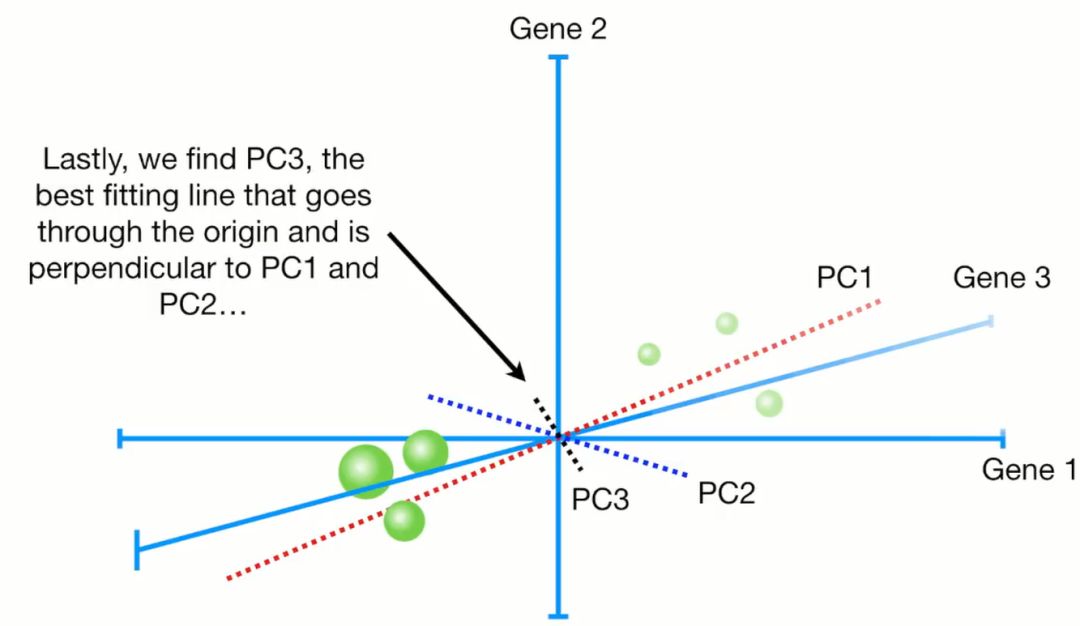 Gene 2
Lastly, we find PC3, the
best fitting line that goes
through the origin and is
perpendicular to PC1 and
PC2…
PC1
Gene 3
Gene 1
PC3
PC2